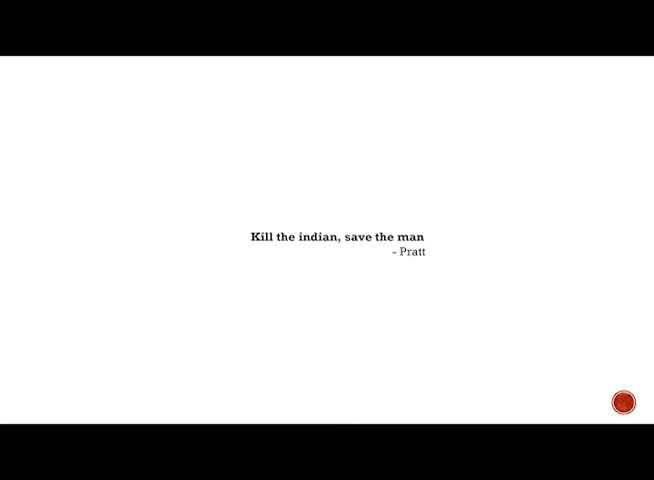 Kill the indian, save the man
- Pratt